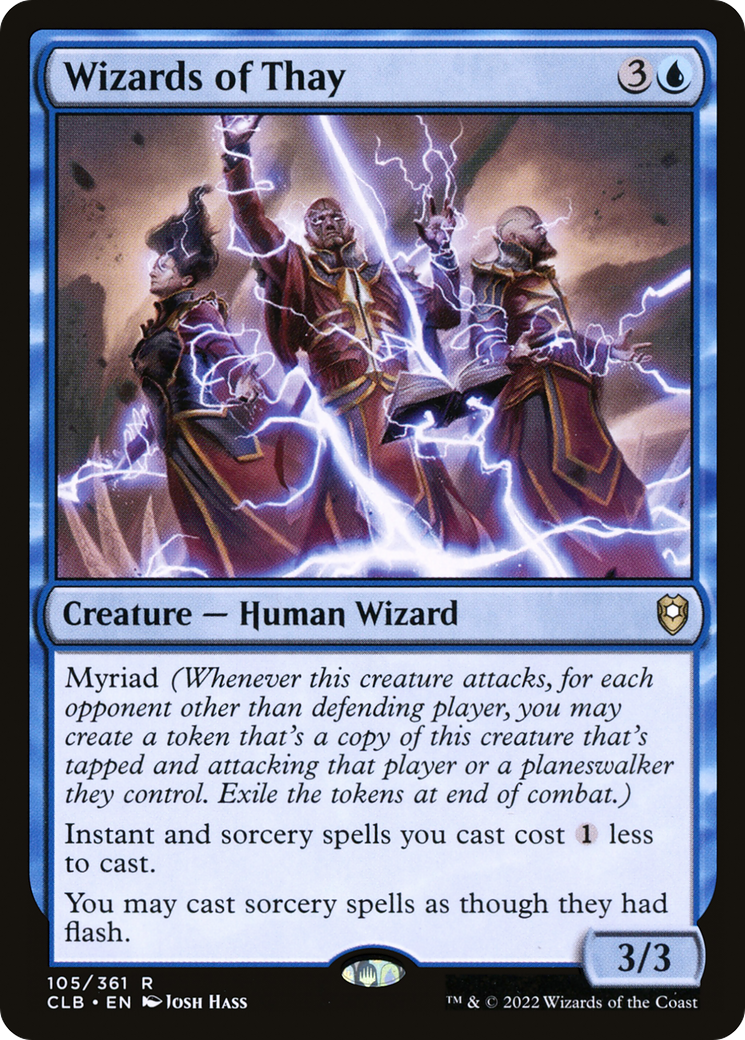 Wizards of Thay 3
Creature — Human Wizard
Myriad (Whenever this creature attacks, for each
opponent other than defending player, you may
create a token that's a copy of this creature that's
tapped and attacking that player or a planeswalker
they control. Exile the tokens at end of combat.)
Instant and sorcery spells you cast cost 1 less
to cast.
You may cast sorcery spells as though they had
flash.
3/3
105/361 R
CLB • EN Josh Hass
™ & © 2022 Wizards of the Coast